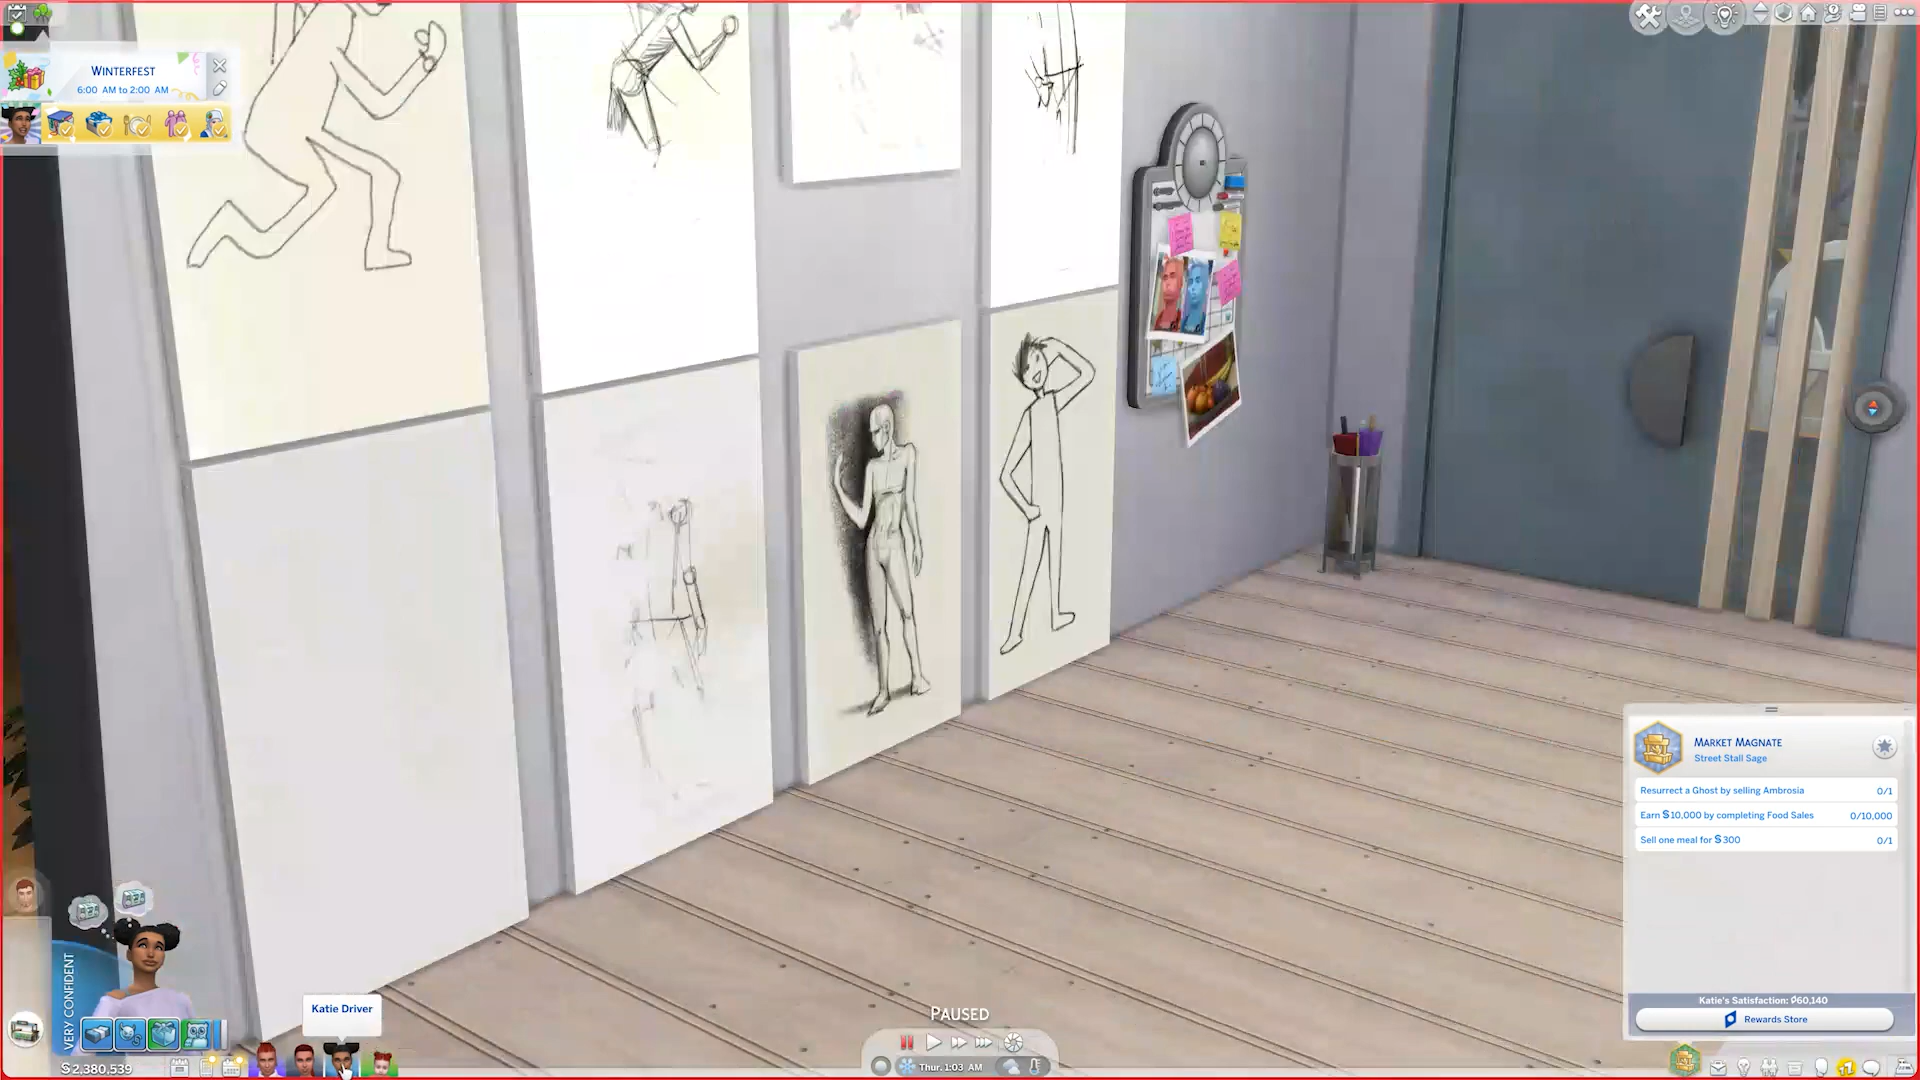 WINTERFEST
6:00 AM to 2:00 AM
MARKET MAGNATE
Street Stall Sage
Resurrect a Ghost by selling Ambrosia 0/1
Earn §10,000 by completing Food Sales 0/10,000
Sell one meal for §300 0/1
Katie's Satisfaction: 60,140
Rewards Store
VERY CONFIDENT
Katie Driver
PAUSED
§2,380,539
Thur. 1:03 AM